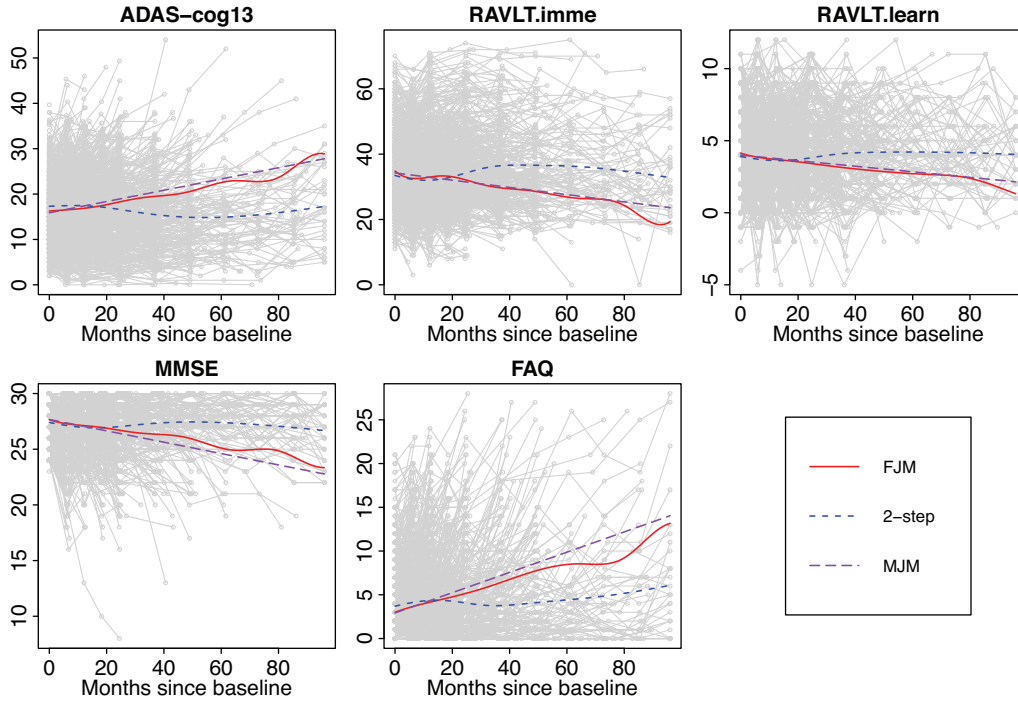 ADAS−cog13
RAVLT.imme
RAVLT.learn
0 10 20 30 40 50
0 20 40 60
−5 0 5 10
0 20 40 60 80
0 20 40 60 80
0 20 40 60 80
Months since baseline
Months since baseline
Months since baseline
MMSE
FAQ
10 15 20 25 30
0 5 10 15 20 25
0 20 40 60 80
0 20 40 60 80
Months since baseline
Months since baseline
FJM
2−step
MJM